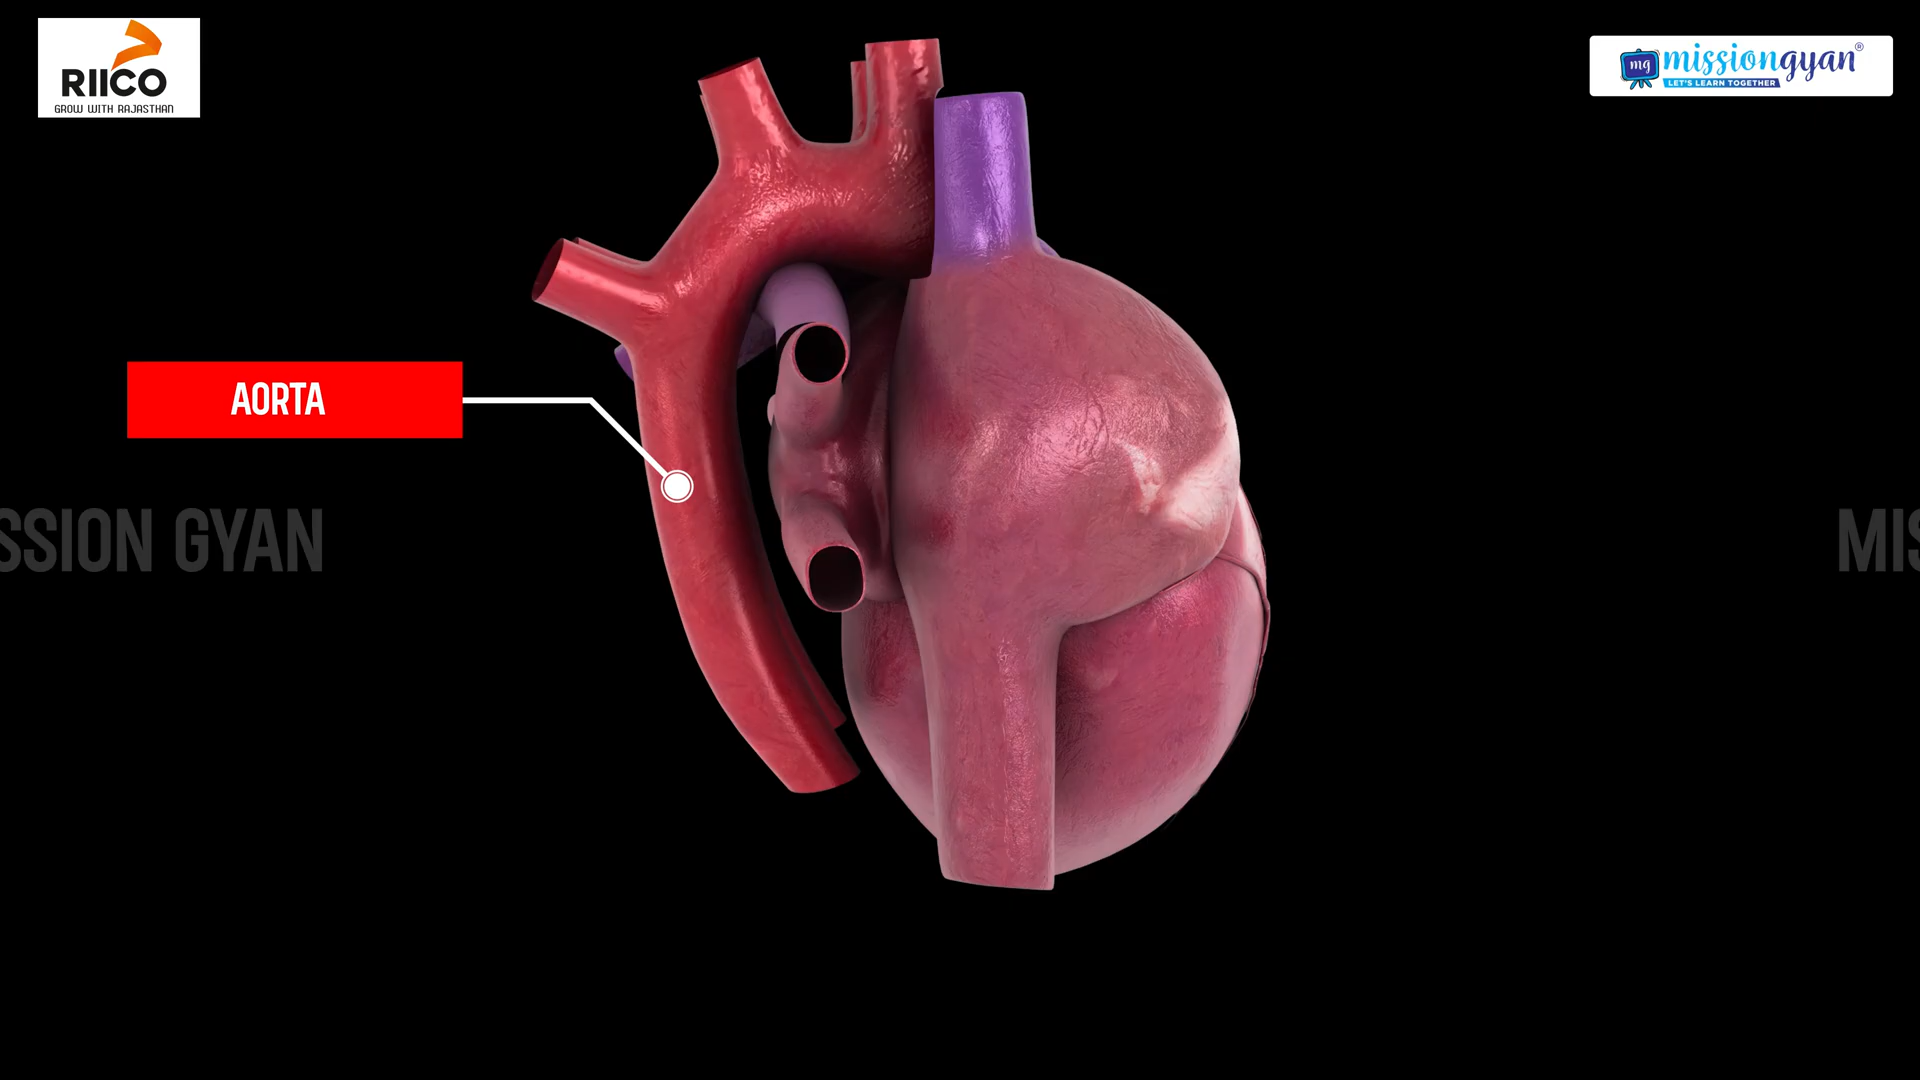 RIICO
GROW WITH RAJASTHAN
mg missiongyan®
LET'S LEARN TOGETHER
AORTA
SSION GYAN
MIS